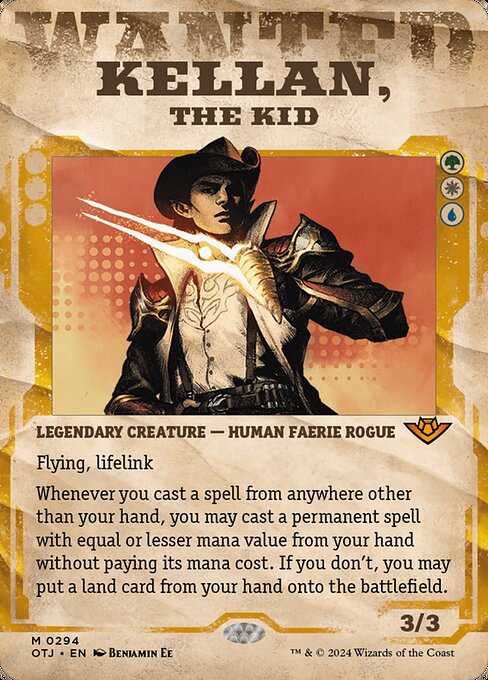 WANTED
KELLAN,
THE KID
LEGENDARY CREATURE — HUMAN FAERIE ROGUE
Flying, lifelink
Whenever you cast a spell from anywhere other
than your hand, you may cast a permanent spell
with equal or lesser mana value from your hand
without paying its mana cost. If you don't, you may
put a land card from your hand onto the battlefield.
3/3
M 0294
OTJ • EN Benjamin Ee
™ & © 2024 Wizards of the Coast